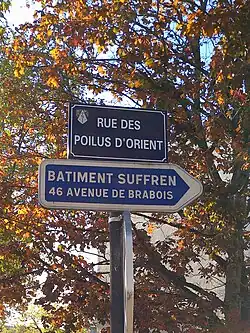 RUE DES
POILUS D'ORIENT
BATIMENT SUFFREN
46 AVENUE DE BRABOIS